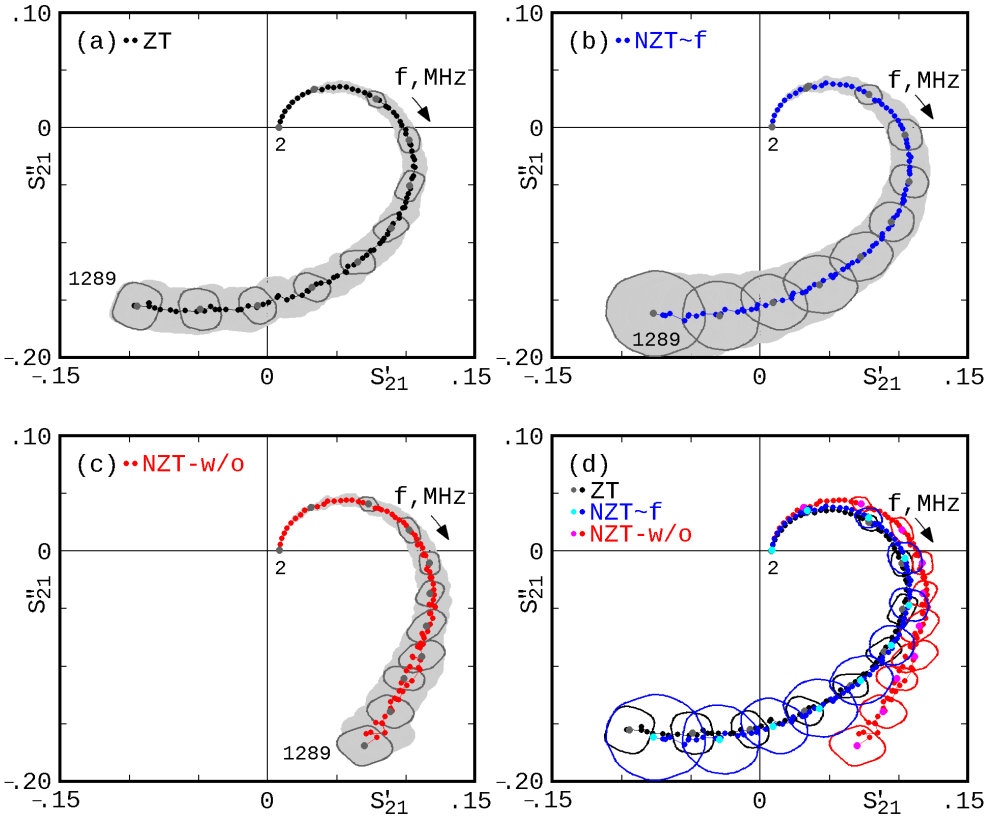 .10
(a) ZT
f,MHz
0
2
S"21
1289
-.20
-.15 0 S'21 .15
.10
(b) NZT~f
f,MHz
0
2
S"21
1289
-.20
-.15 0 S'21 .15
.10
(c) NZT-w/o
f,MHz
0
2
S"21
1289
-.20
-.15 0 S'21 .15
.10
(d)
ZT
f,MHz
NZT~f
NZT-w/o
0
2
S"21
-.20
-.15 0 S'21 .15